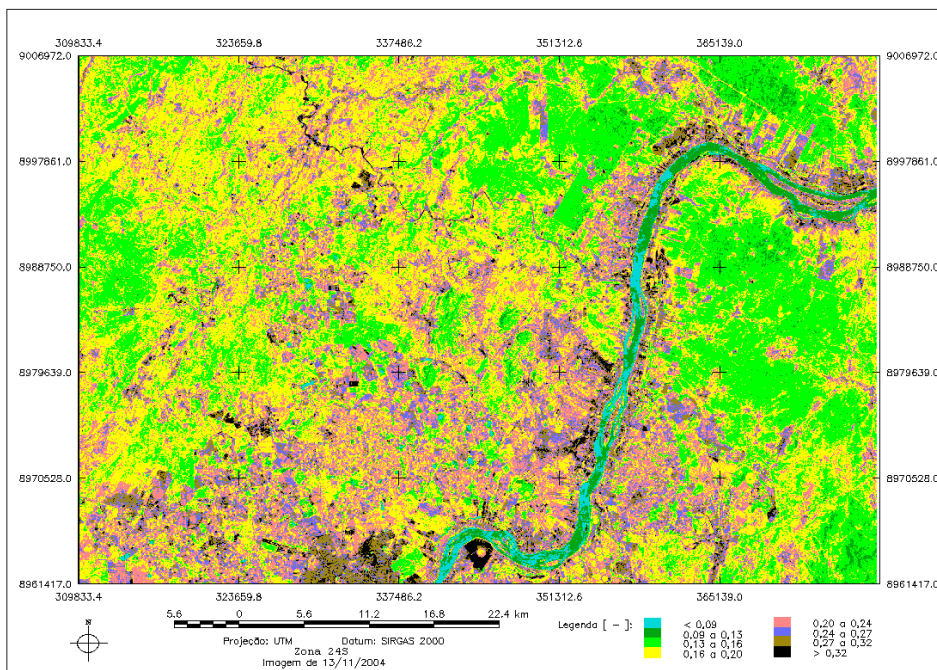 309833.4 323659.8 337486.2 351312.6 365139.0
9006972.0 9006972.0
8997861.0 8997861.0
8988750.0 8988750.0
8979639.0 8979639.0
8970528.0 8970528.0
8961417.0 8961417.0
309833.4 323659.8 337486.2 351312.6 365139.0
5.6 0 5.6 11.2 16.8 22.4 km
N
Projeção: UTM Datum: SIRGAS 2000
Zona 24S
Imagem de 13/11/2004
Legenda [ - ]:
< 0,09 0,20 a 0,24
0,09 a 0,13 0,24 a 0,27
0,13 a 0,16 0,27 a 0,32
0,16 a 0,20 > 0,32